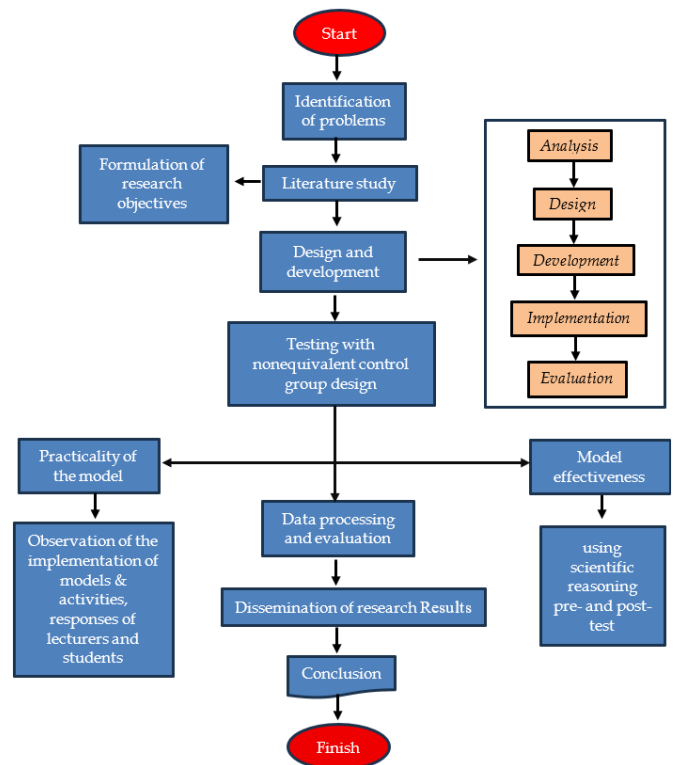 Start
Identification
of problems
Formulation of
research
objectives
Literature study
Design and
development
Analysis
Design
Development
Implementation
Evaluation
Testing with
nonequivalent control
group design
Practicality of
the model
Model
effectiveness
Observation of the
implementation of
models &
activities,
responses of
lecturers and
students
Data processing
and evaluation
using
scientific
reasoning
pre- and post-
test
Dissemination of research Results
Conclusion
Finish